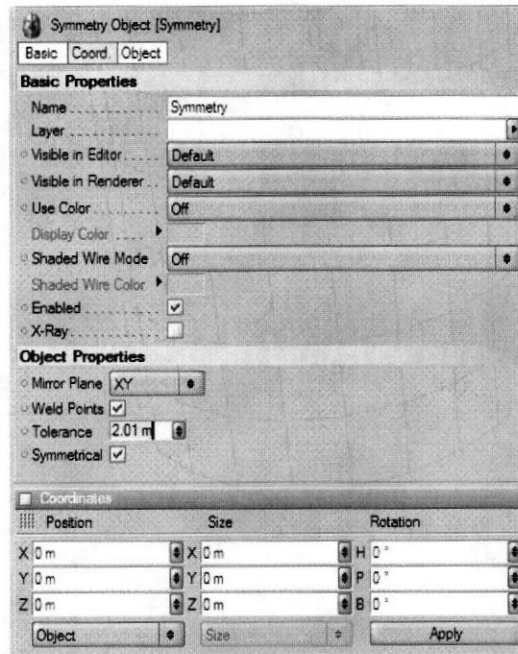 Symmetry Object [Symmetry]
Basic Coord. Object
Basic Properties
Name Symmetry
Layer
Visible in Editor Default
Visible in Renderer Default
Use Color Off
Display Color
Shaded Wire Mode Off
Shaded Wire Color
Enabled
X-Ray
Object Properties
Mirror Plane XY
Weld Points
Tolerance 2.01 m
Symmetrical
Coordinates
Position Size Rotation
X 0 m X 0 m H 0 °
Y 0 m Y 0 m P 0 °
Z 0 m Z 0 m B 0 °
Object Size Apply